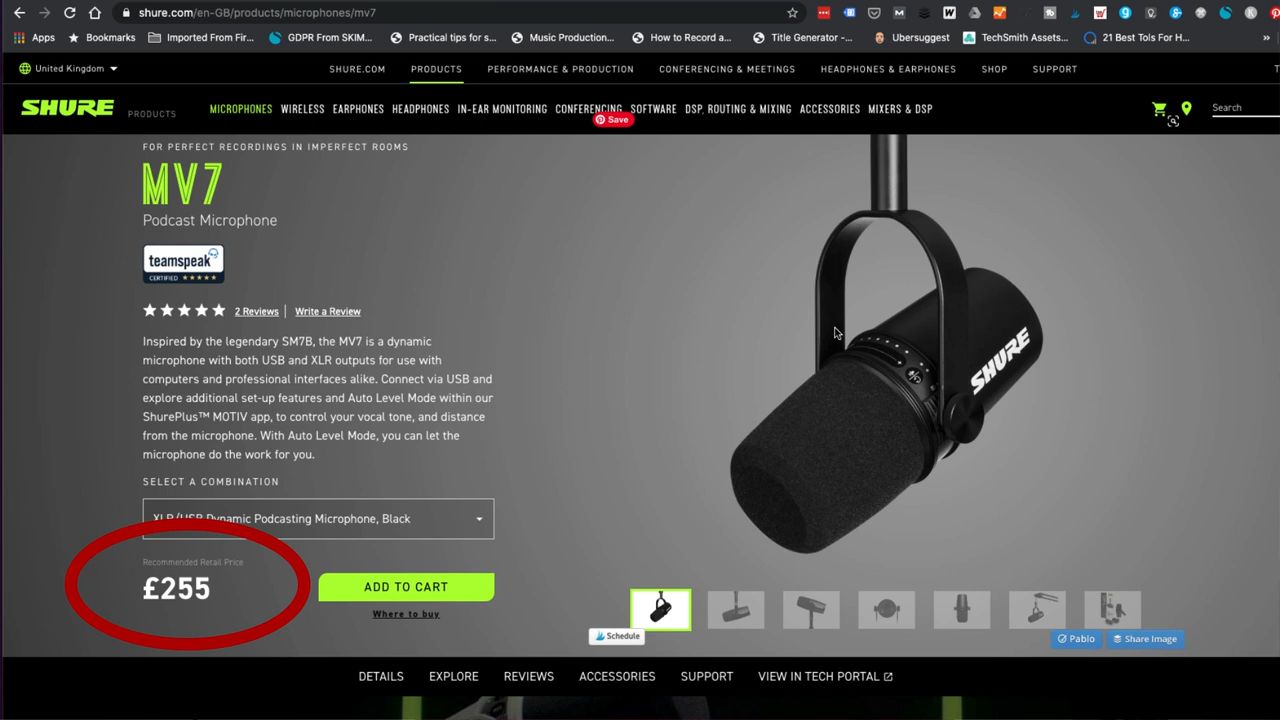 shure.com/en-GB/products/microphones/mv7
Apps Bookmarks Imported From Fir... GDPR From SKIM... Practical tips for s... Music Production... How to Record a... Title Generator -... Ubersuggest TechSmith Assets... 21 Best Tols For H... »
United Kingdom SHURE.COM PRODUCTS PERFORMANCE & PRODUCTION CONFERENCING & MEETINGS HEADPHONES & EARPHONES SHOP SUPPORT
SHURE PRODUCTS MICROPHONES WIRELESS EARPHONES HEADPHONES IN-EAR MONITORING CONFERENCING SOFTWARE DSP, ROUTING & MIXING ACCESSORIES MIXERS & DSP Search
Save
FOR PERFECT RECORDINGS IN IMPERFECT ROOMS
MV7
Podcast Microphone
teamspeak
CERTIFIED ★★★★★
2 Reviews | Write a Review
Inspired by the legendary SM7B, the MV7 is a dynamic
microphone with both USB and XLR outputs for use with
computers and professional interfaces alike. Connect via USB and
explore additional set-up features and Auto Level Mode within our
ShurePlus™ MOTIV app, to control your vocal tone, and distance
from the microphone. With Auto Level Mode, you can let the
microphone do the work for you.
SELECT A COMBINATION
XLR/USB Dynamic Podcasting Microphone, Black
Recommended Retail Price
£255
ADD TO CART
Where to buy
SHURE
Schedule
Pablo Share Image
DETAILS EXPLORE REVIEWS ACCESSORIES SUPPORT VIEW IN TECH PORTAL